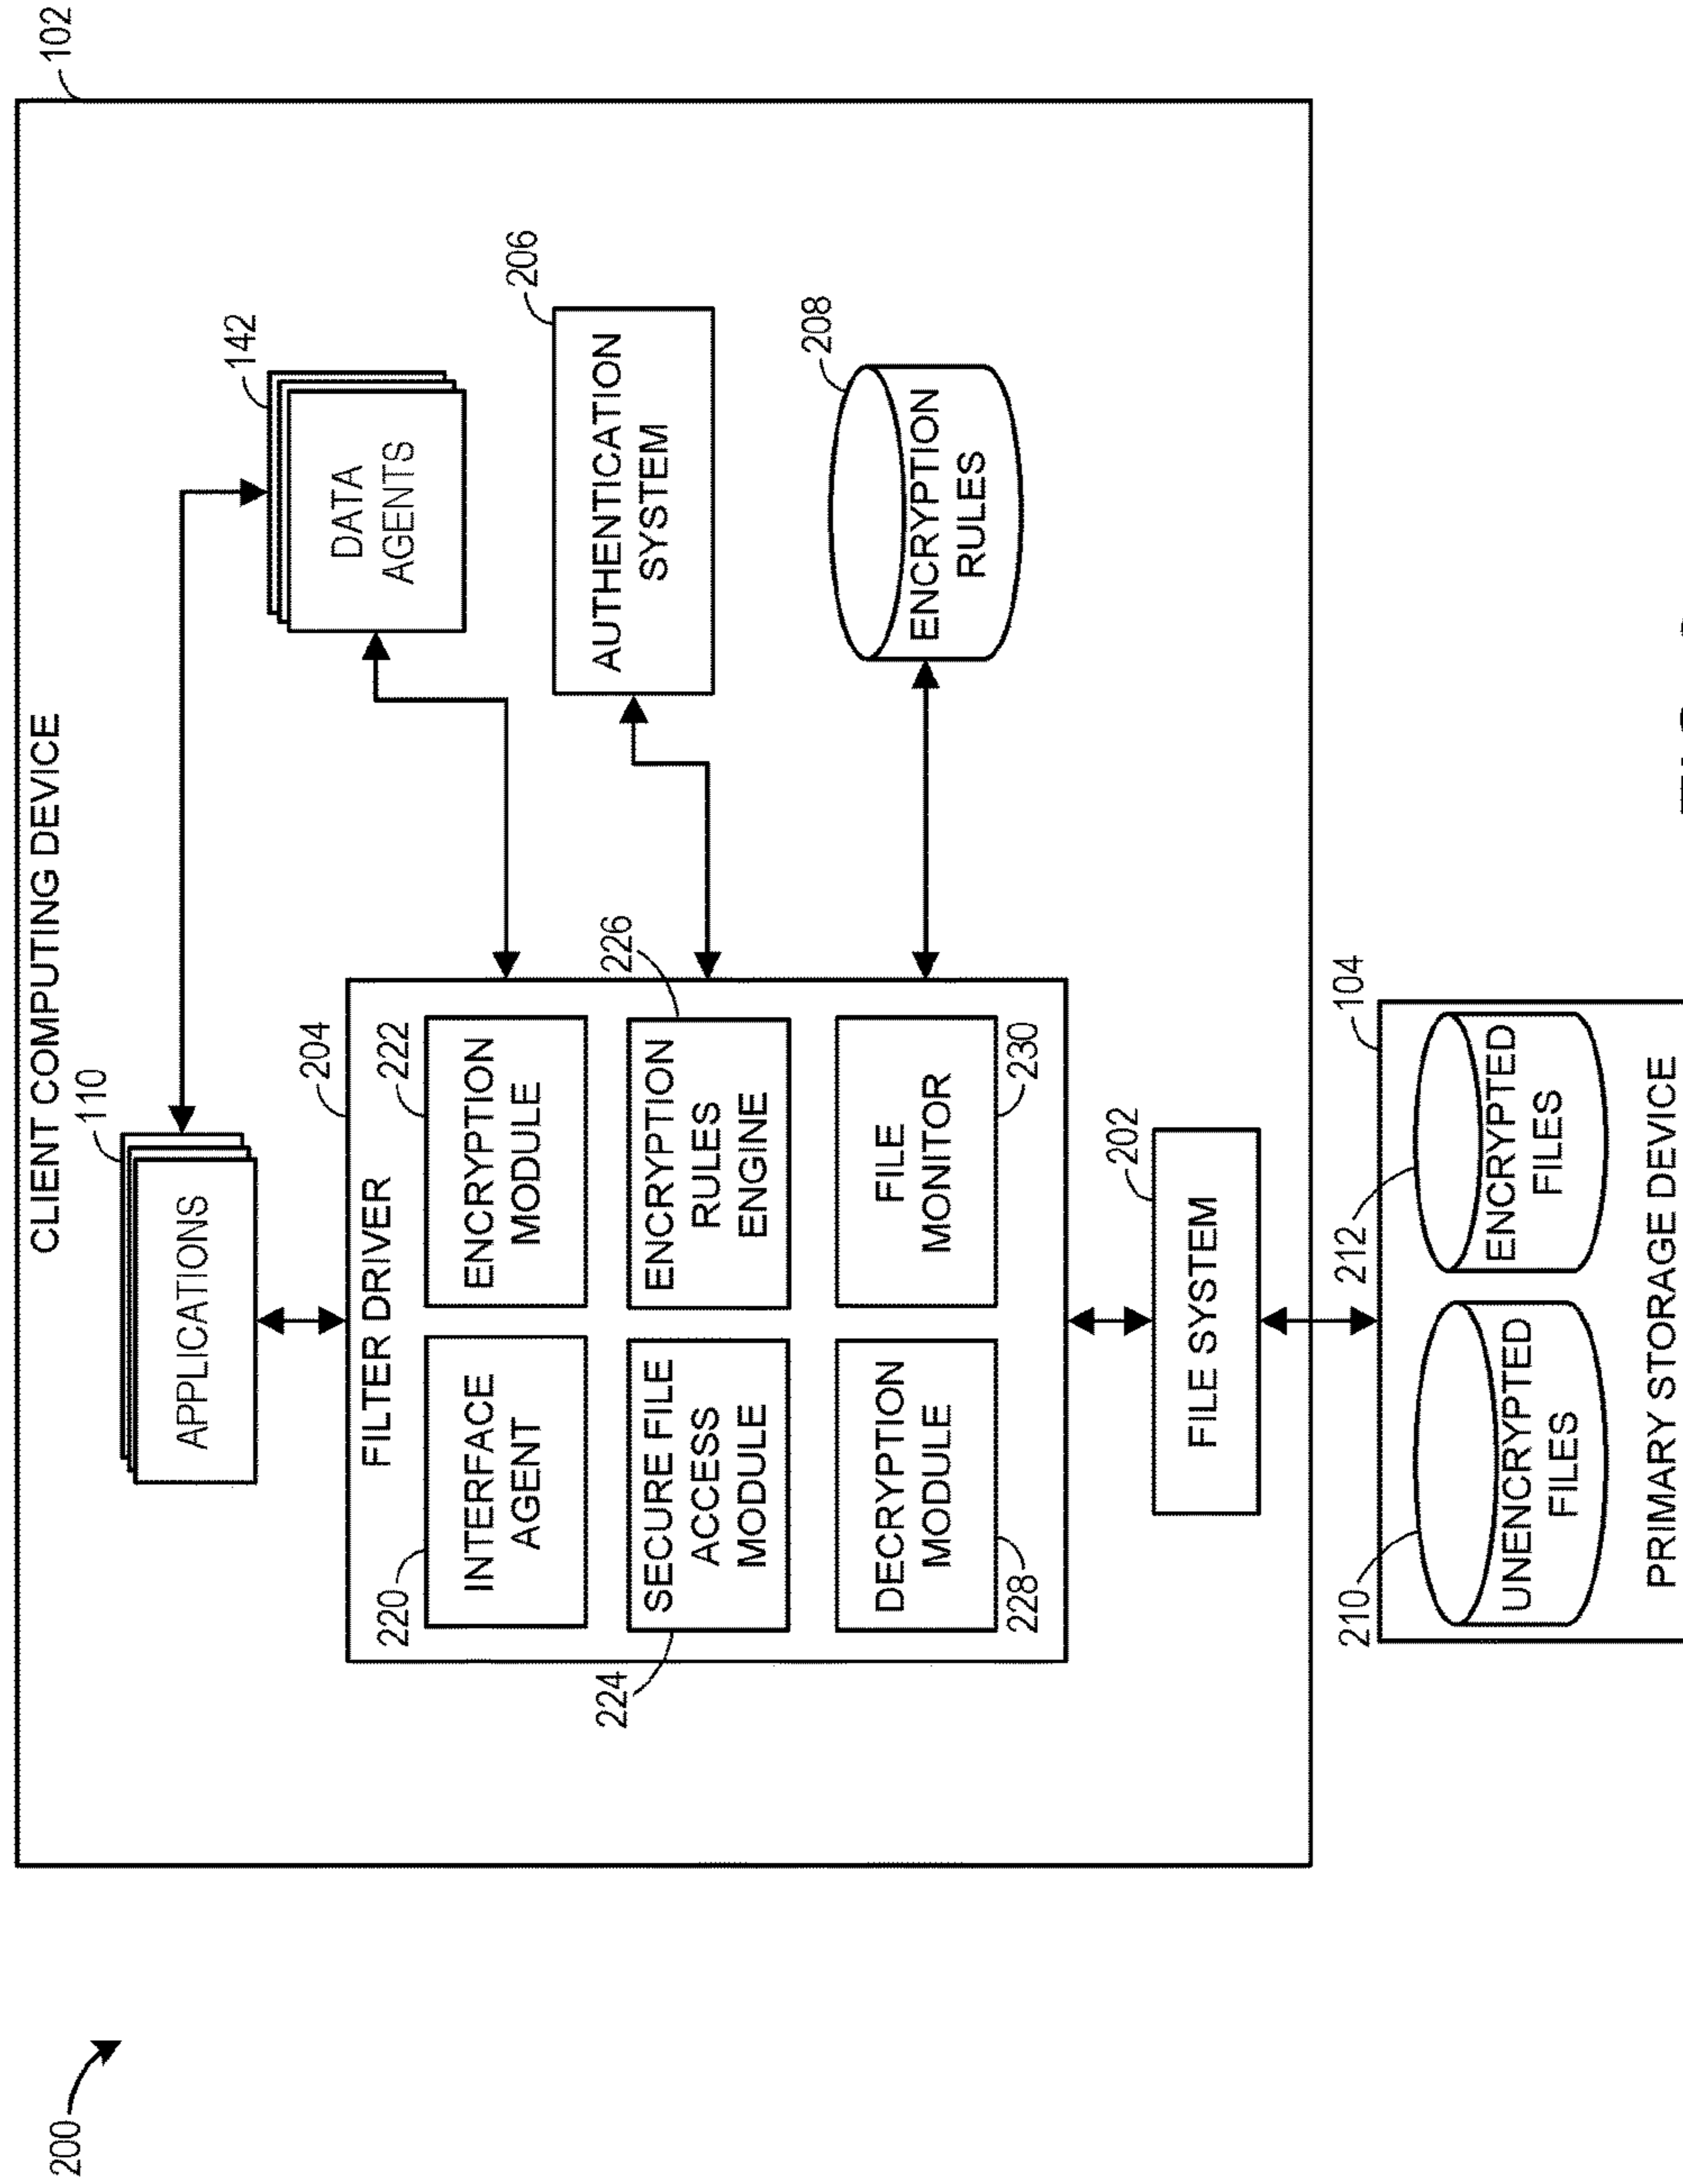 200
CLIENT COMPUTING DEVICE
102
110
APPLICATIONS
142
DATA
AGENTS
204
FILTER DRIVER
220
INTERFACE
AGENT
222
ENCRYPTION
MODULE
206
AUTHENTICATION
SYSTEM
224
SECURE FILE
ACCESS
MODULE
226
ENCRYPTION
RULES
ENGINE
208
ENCRYPTION
RULES
DECRYPTION
MODULE
228
FILE
MONITOR
230
202
FILE SYSTEM
104
210
UNENCRYPTED
FILES
212
ENCRYPTED
FILES
PRIMARY STORAGE DEVICE